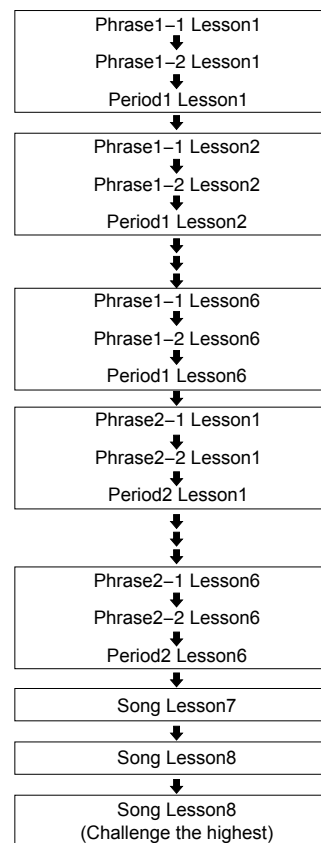 Phrase1–1 Lesson1
Phrase1–2 Lesson1
Period1 Lesson1
Phrase1–1 Lesson2
Phrase1–2 Lesson2
Period1 Lesson2
Phrase1–1 Lesson6
Phrase1–2 Lesson6
Period1 Lesson6
Phrase2–1 Lesson1
Phrase2–2 Lesson1
Period2 Lesson1
Phrase2–1 Lesson6
Phrase2–2 Lesson6
Period2 Lesson6
Song Lesson7
Song Lesson8
Song Lesson8
(Challenge the highest)